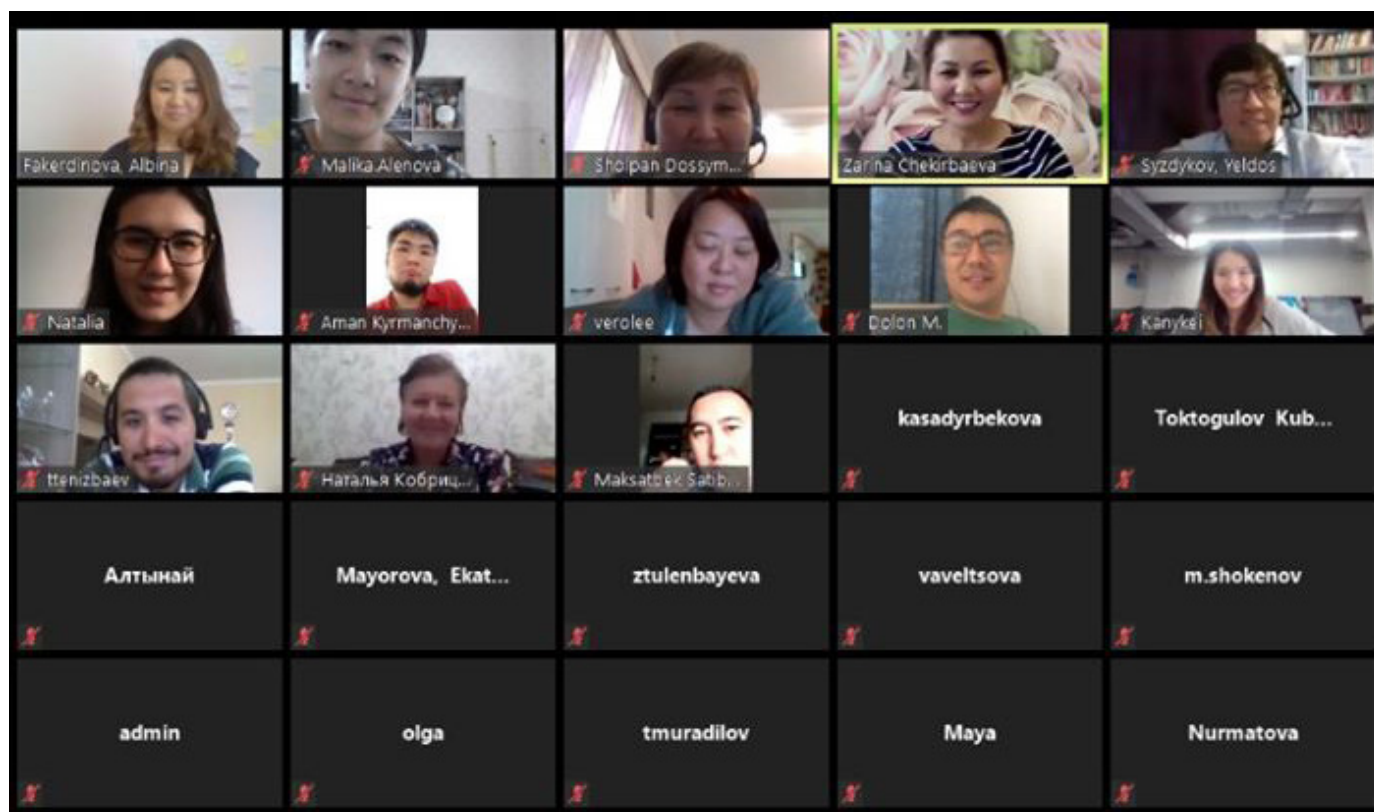 Fakerdinova, Albina
Malika.Alenova
Sholpan Dossym...
Zarina Chekirbaeva
Syzdykov, Yeldos
Natalia
Aman Kyrmanchy...
verolee
Dolon M.
Kanykei
ttenizbaev
Наталья Кобриц...
Maksatbek Satib...
kasadyrbekova
Toktogulov Kub...
Алтынай
Mayorova, Ekat...
ztulenbayeva
vaveltsova
m.shokenov
admin
olga
tmuradilov
Maya
Nurmatova